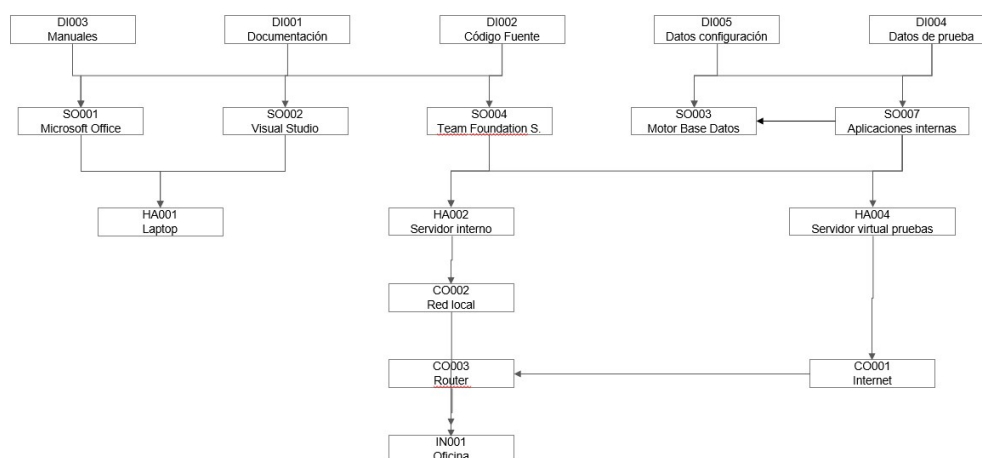 DI003
Manuales
DI001
Documentación
DI002
Código Fuente
DI005
Datos configuración
DI004
Datos de prueba
SO001
Microsoft Office
SO002
Visual Studio
SO004
Team Foundation S.
SO003
Motor Base Datos
SO007
Aplicaciones internas
HA001
Laptop
HA002
Servidor interno
HA004
Servidor virtual pruebas
CO002
Red local
CO003
Router
CO001
Internet
IN001
Oficina